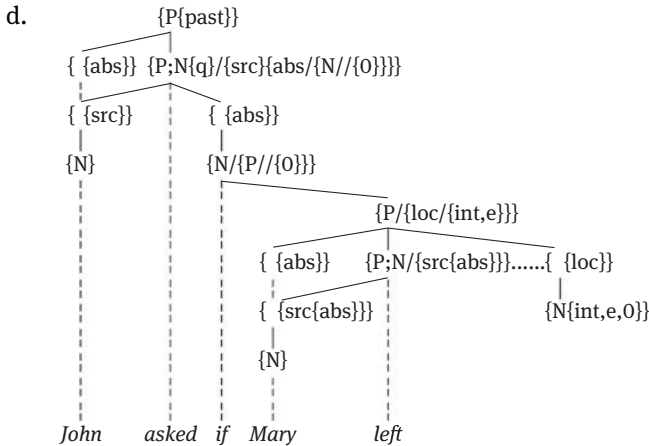 d.
{P{past}}
{ {abs}} {P;N{q}/{src}{abs/{N//{0}}}}
{ {src}} { {abs}}
{N} {N/{P//{0}}}
{P/{loc/{int,e}}}
{ {abs}} {P;N/{src{abs}}}......{ {loc}}
{ {src{abs}}} {N{int,e,0}}
{N}
John asked if Mary left